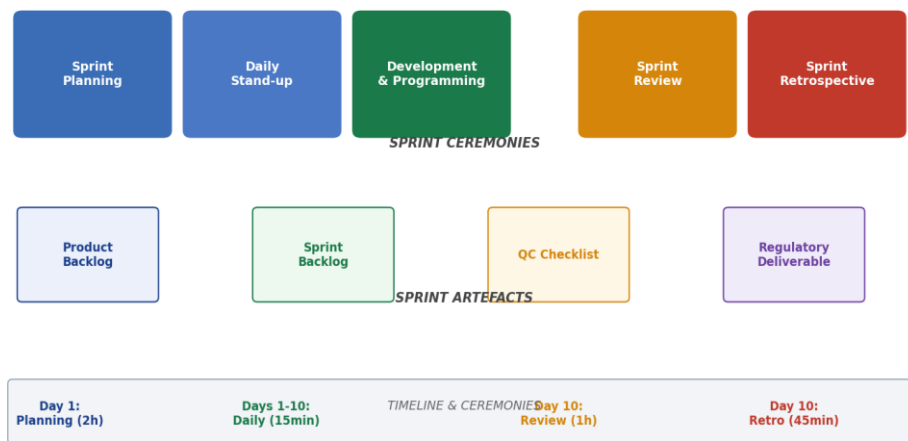 Sprint
Planning
Daily
Stand-up
Development
& Programming
Sprint
Review
Sprint
Retrospective
SPRINT CEREMONIES
Product
Backlog
Sprint
Backlog
QC Checklist
Regulatory
Deliverable
SPRINT ARTEFACTS
Day 1:
Planning (2h)
Days 1-10:
Daily (15min)
TIMELINE & CEREMONIES
Day 10:
Review (1h)
Day 10:
Retro (45min)